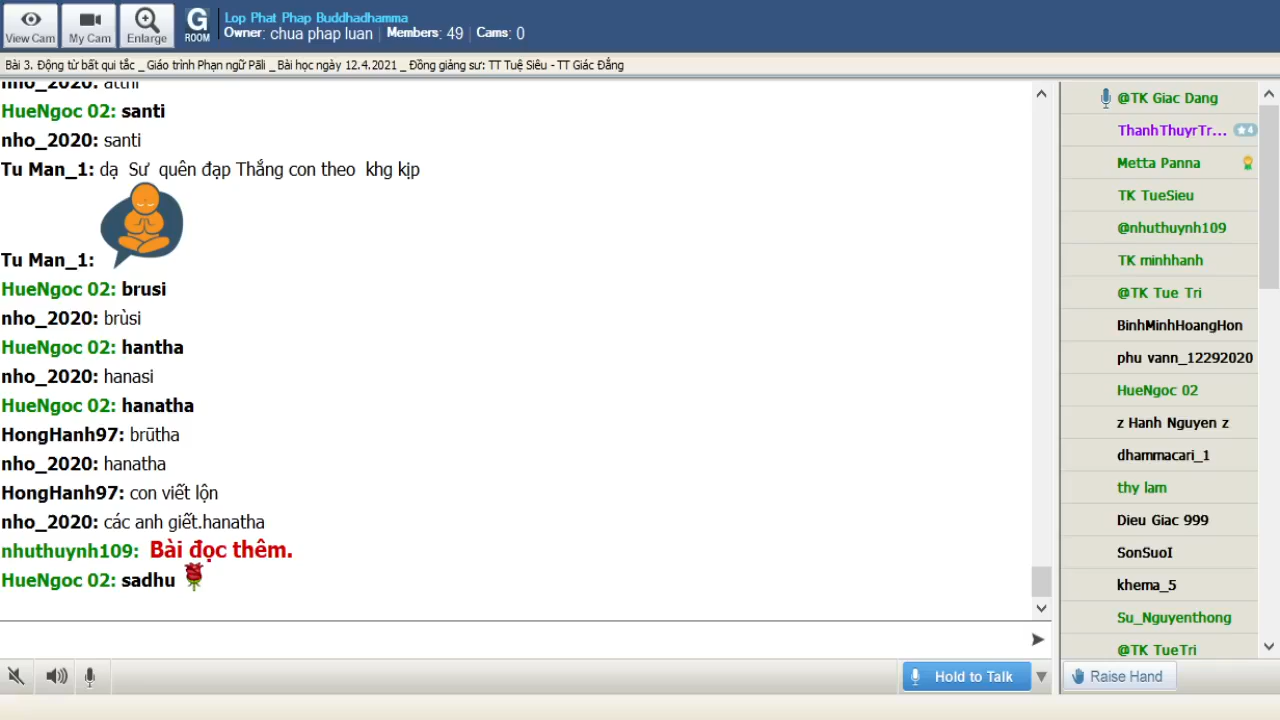 View Cam
My Cam
Enlarge
G
ROOM
Lop Phat Phap Buddhadhamma
Owner: chua phap luan | Members: 49 | Cams: 0
Bài 3. Động từ bất qui tắc _ Giáo trình Phạn ngữ Pāli _ Bài học ngày 12.4.2021 _ Đồng giảng sư: TT Tuệ Siêu - TT Giác Đẳng
nho_2020: atthi
HueNgoc 02: santi
nho_2020: santi
Tu Man_1: dạ Sư quên đạp Thắng con theo khg kịp
Tu Man_1:
HueNgoc 02: brusi
nho_2020: brùsi
HueNgoc 02: hantha
nho_2020: hanasi
HueNgoc 02: hanatha
HongHanh97: brūtha
nho_2020: hanatha
HongHanh97: con viết lộn
nho_2020: các anh giết.hanatha
nhuthuynh109: Bài đọc thêm.
HueNgoc 02: sadhu
Hold to Talk
@TK Giac Dang
ThanhThuyrTr... 4
Metta Panna
TK TueSieu
@nhuthuynh109
TK minhhanh
@TK Tue Tri
BinhMinhHoangHon
phu vann_12292020
HueNgoc 02
z Hanh Nguyen z
dhammacari_1
thy lam
Dieu Giac 999
SonSuoI
khema_5
Su_Nguyenthong
@TK TueTri
Raise Hand